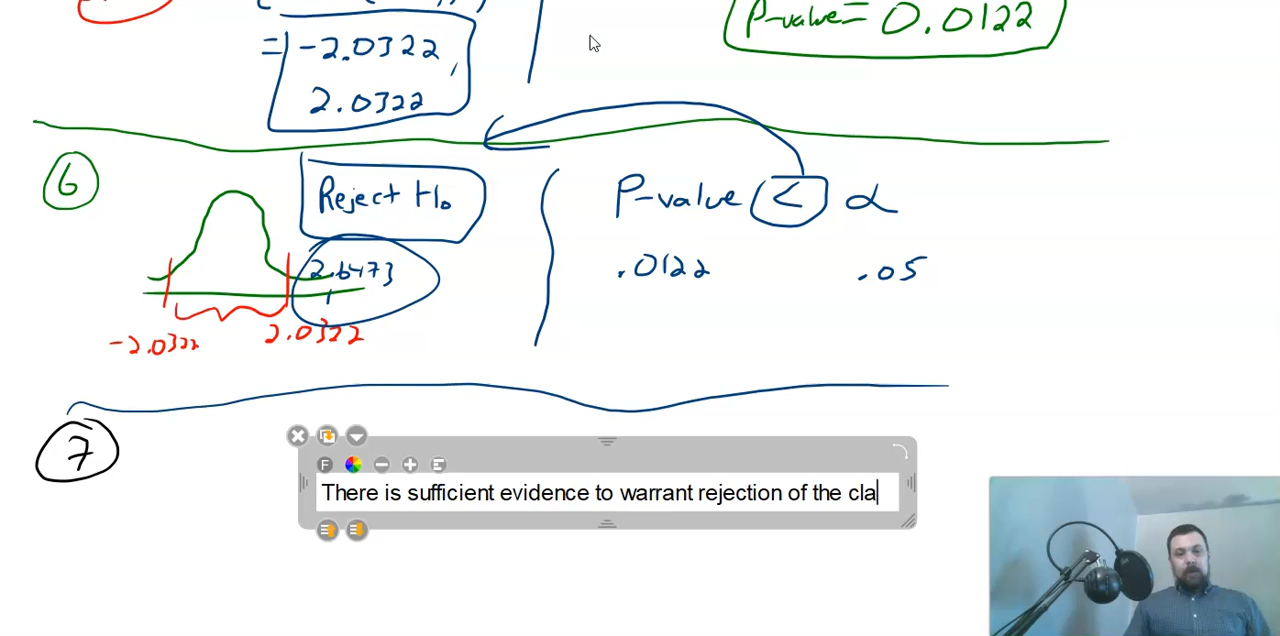 P-value = 0.0122
= -2.0322,
2.0322
6
Reject H₀
P-value < α
2.6473
.0122 .05
-2.0322 2.0322
7
F
There is sufficient evidence to warrant rejection of the cla